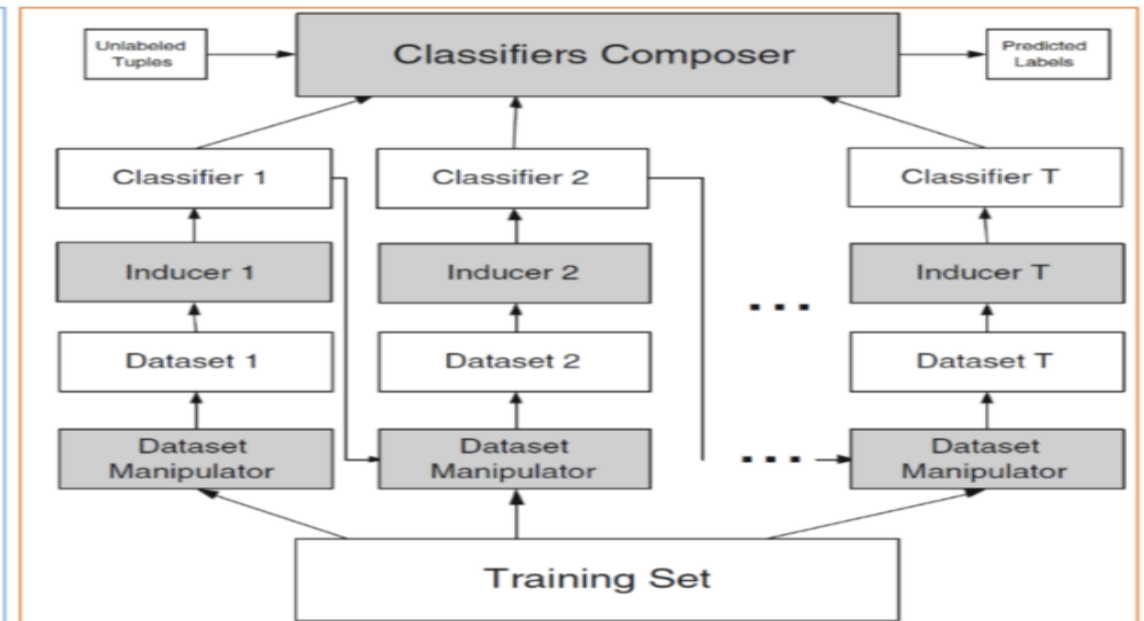 Unlabeled
Tuples
Classifiers Composer
Predicted
Labels
Classifier 1
Classifier 2
Classifier T
Inducer 1
Inducer 2
Inducer T
...
Dataset 1
Dataset 2
Dataset T
Dataset
Manipulator
Dataset
Manipulator
...
Dataset
Manipulator
Training Set